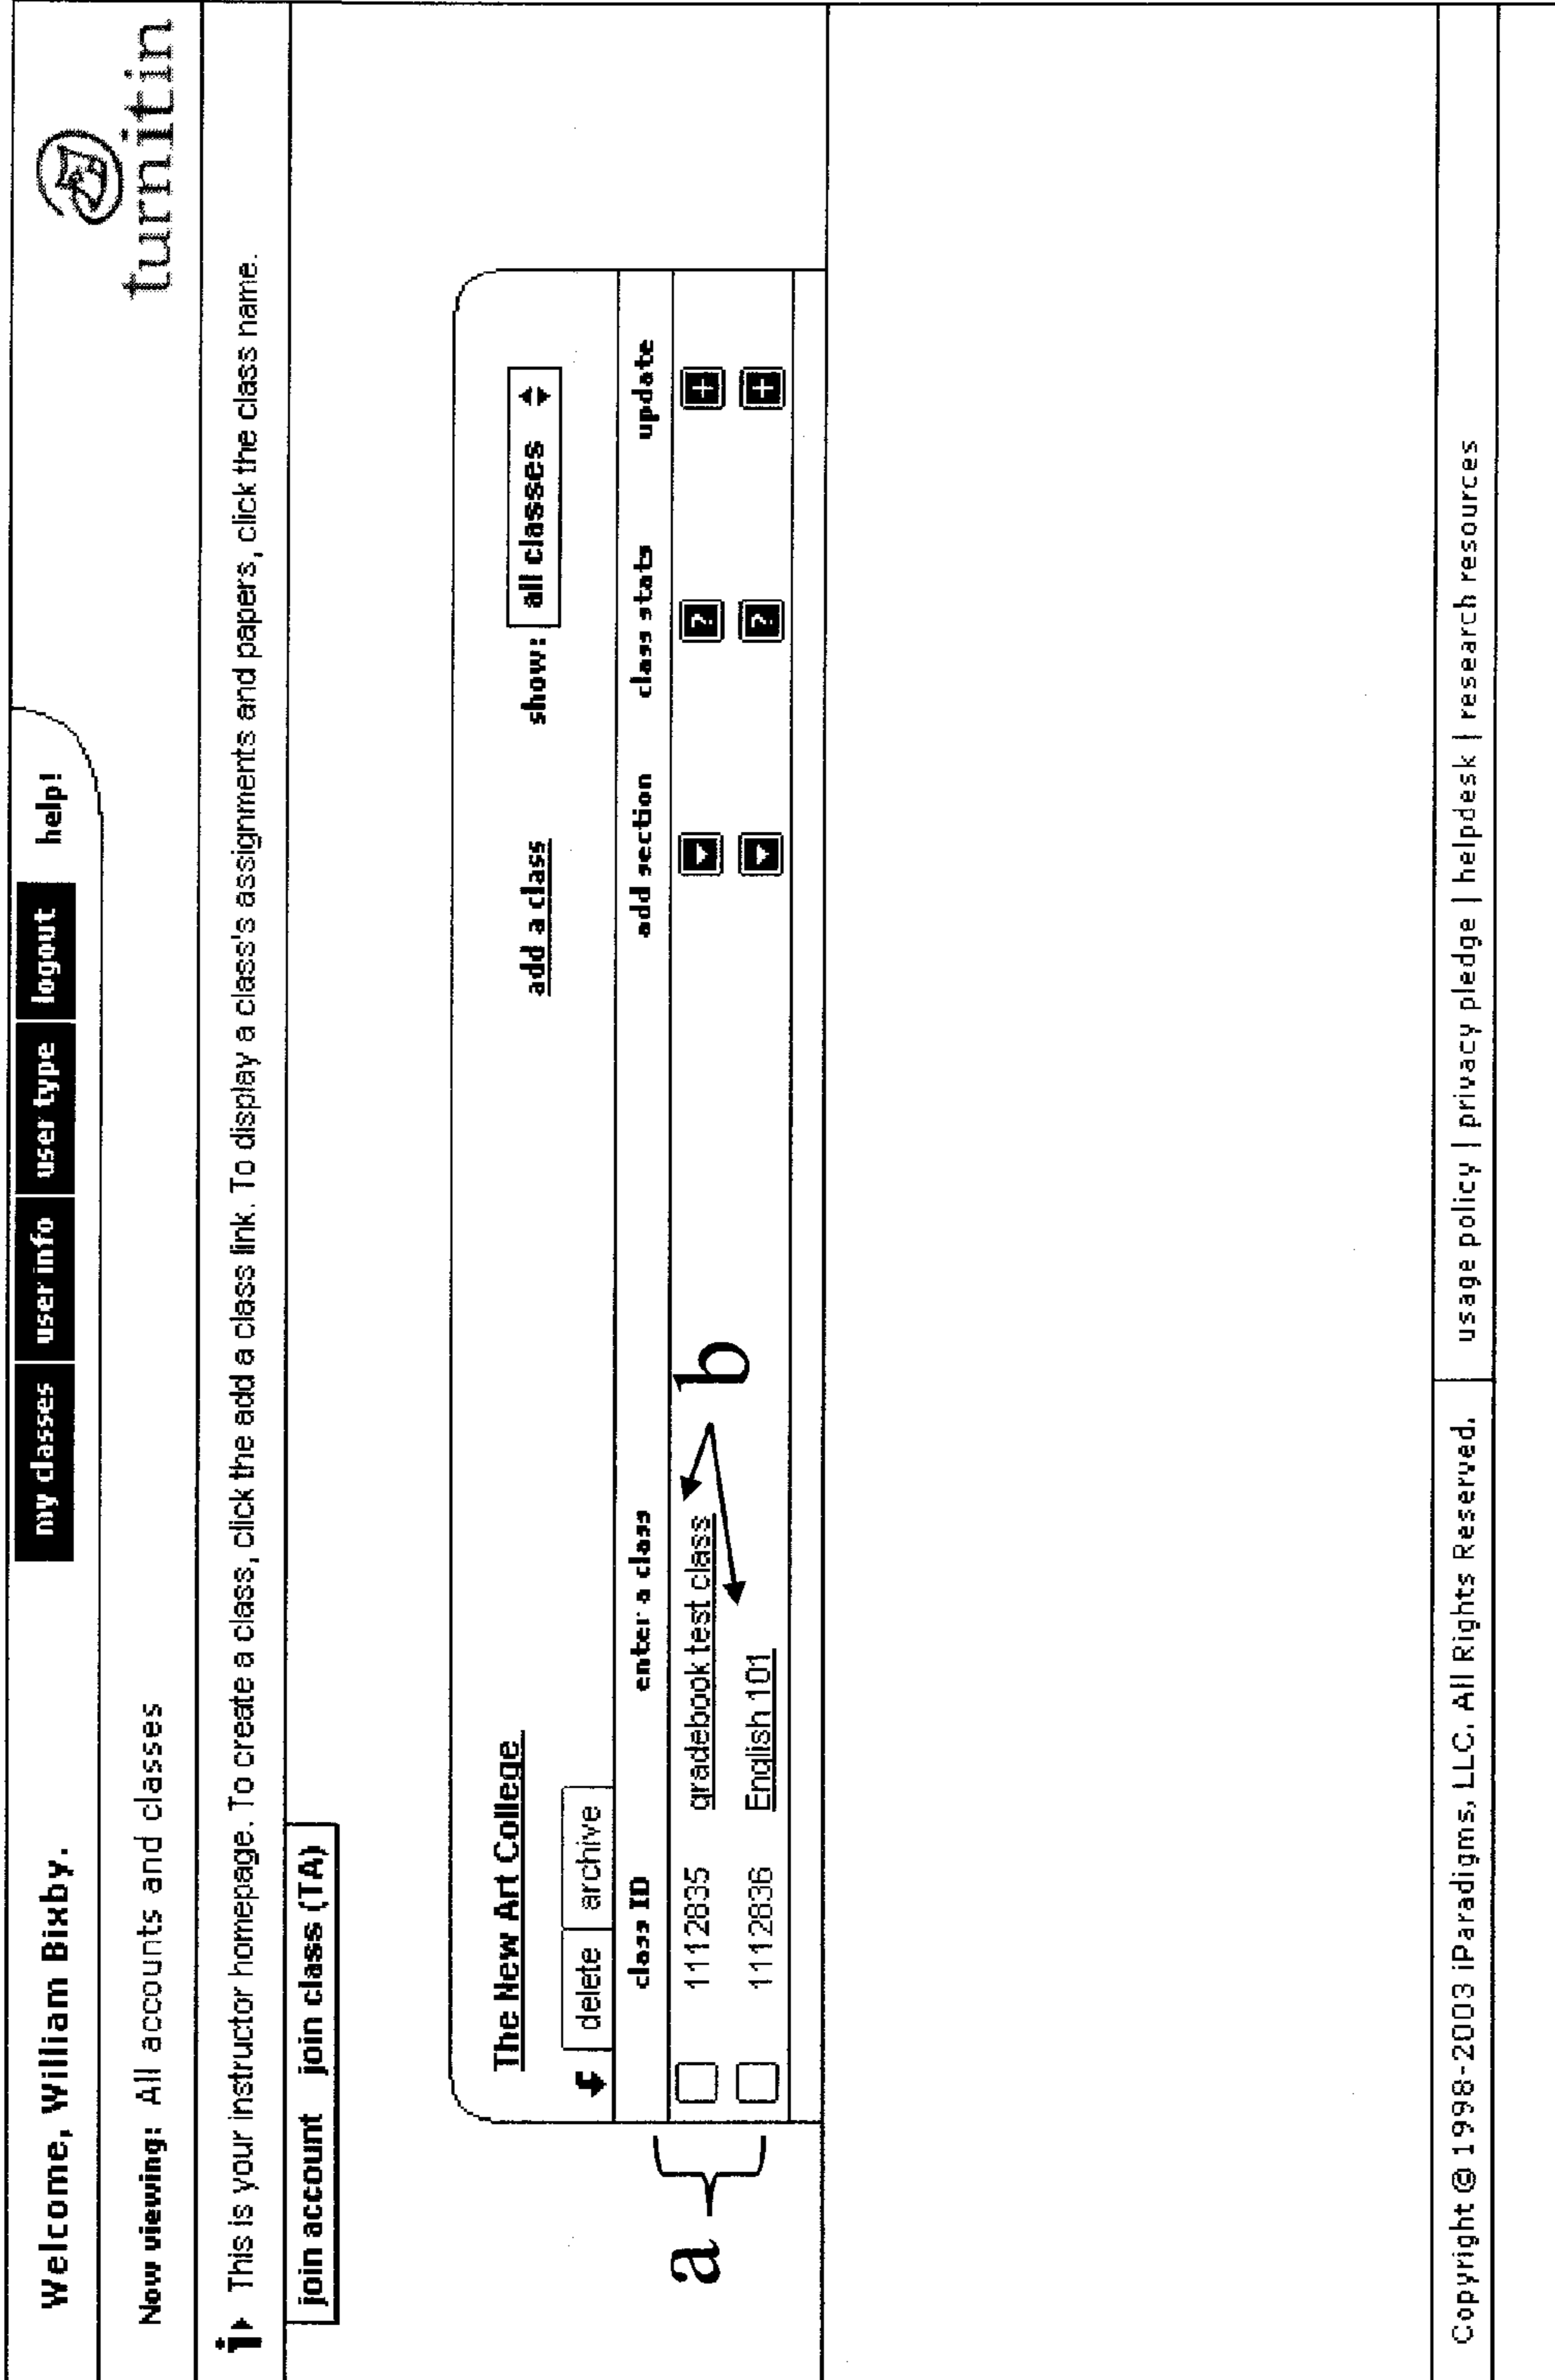 Welcome, William Bixby.
my classes user info user type logout help!
turnitin
Now viewing: All accounts and classes
i This is your instructor homepage. To create a class, click the add a class link. To display a class's assignments and papers, click the class name.
join account join class (TA)
The New Art College add a class show: all classes
delete archive
class ID enter a class add section class stats update
1112835 gradebook test class ? +
1112836 English 101 ? +
a
b
Copyright © 1998-2003 iParadigms, LLC. All Rights Reserved. usage policy | privacy pledge | helpdesk | research resources